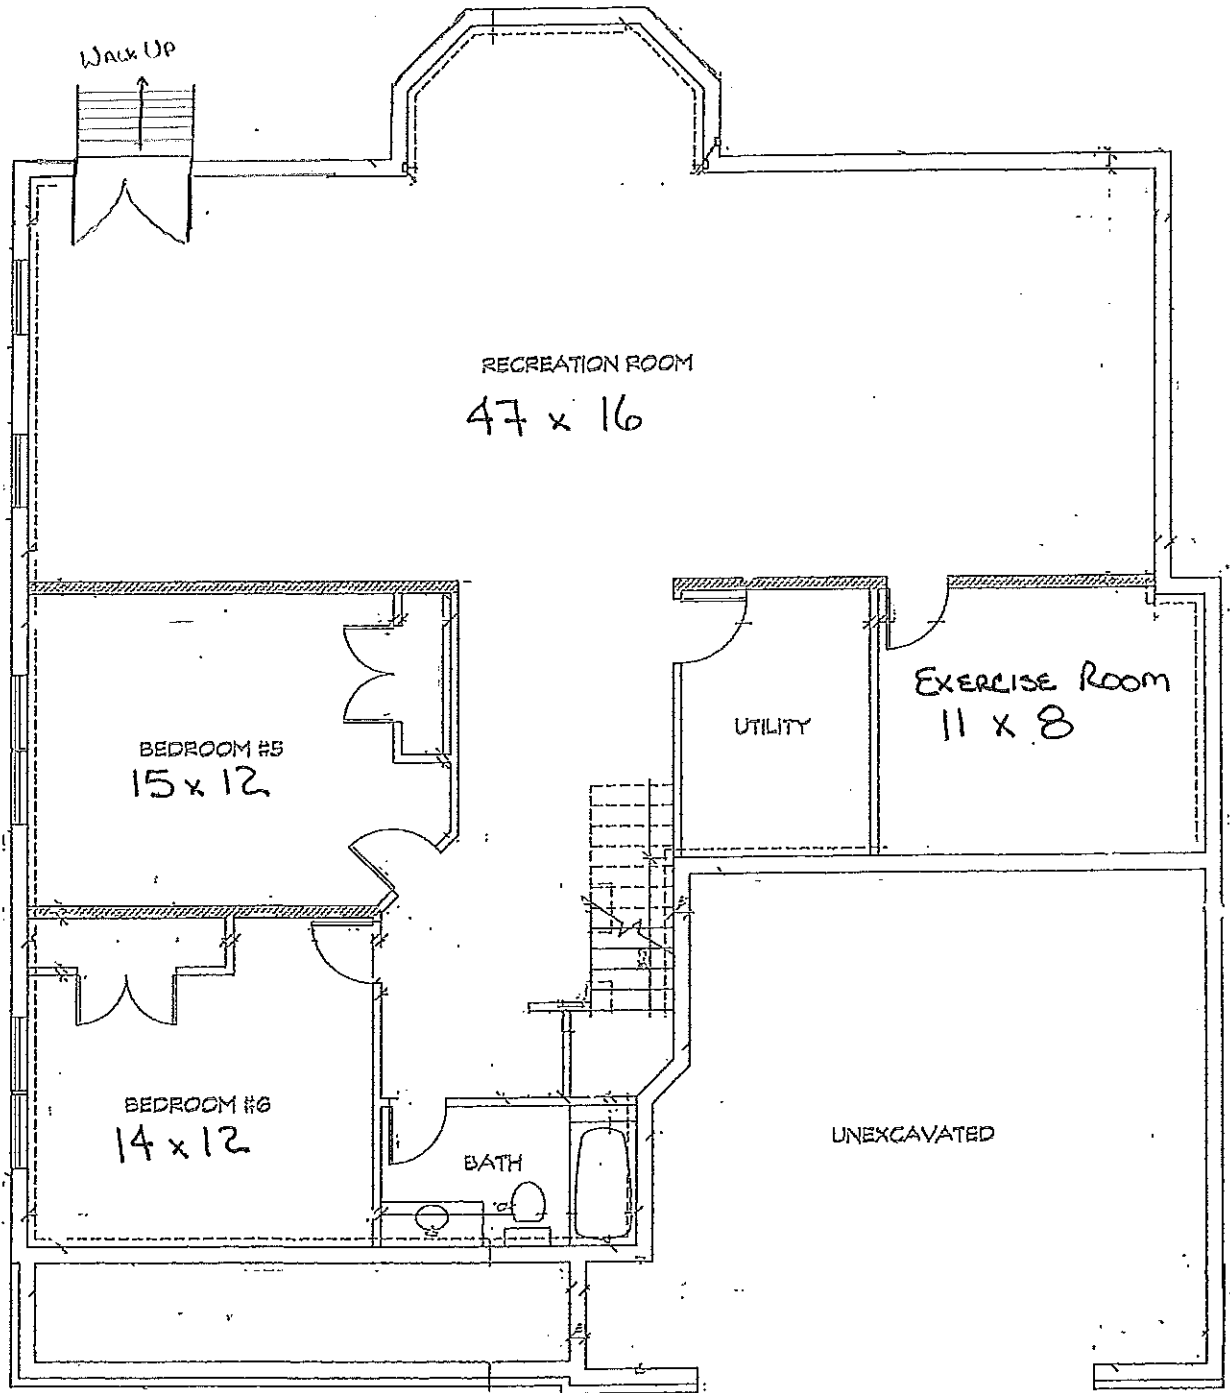 WALK UP
RECREATION ROOM
47 x 16
EXERCISE ROOM
11 x 8
UTILITY
BEDROOM #5
15 x 12
BEDROOM #6
14 x 12
BATH
UNEXCAVATED